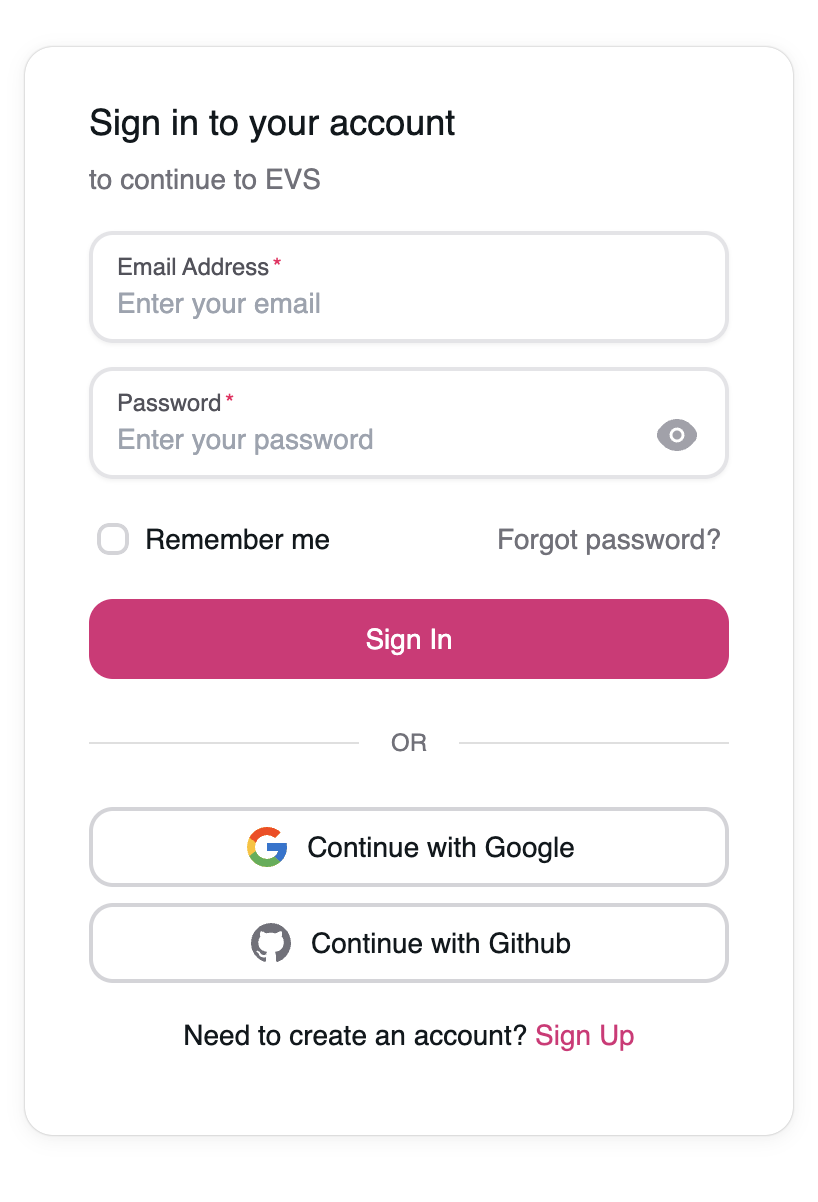 Sign in to your account
to continue to EVS
Email Address*
Enter your email
Password*
Enter your password
Remember me Forgot password?
Sign In
OR
Continue with Google
Continue with Github
Need to create an account? Sign Up